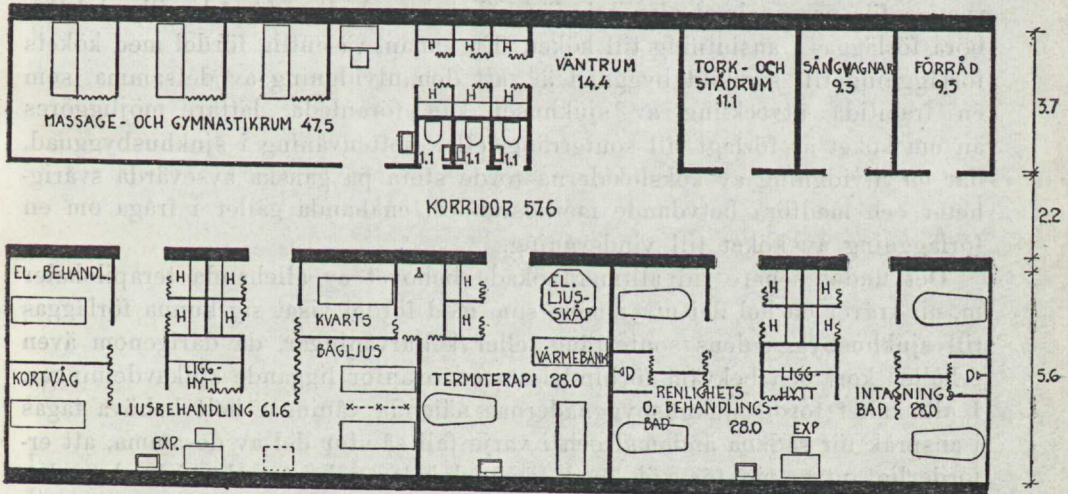 H H H
VÄNTRUM
14.4
TORK- OCH
STÄDRUM
11.1
SÄNGVAGNAR
9.3
FÖRRÅD
9.5
3.7
MASSAGE- OCH GYMNASTIKRUM 47.5
H H H
1.1 1.1 1.1
KORRIDOR 57.6
2.2
EL. BEHANDL.
H H
H H
KVARTS
BÅGLJUS
H
H
EL.
LJUS-
SKÅP
H H
H H
KORTVÅG
LIGG-
HYTT
LJUSBEHANDLING 61.6
EXP.
TERMOTERAPI 28.0
VÄRMEBÄNK
D
RENLIGHETS
O. BEHANDLINGS-
BAD 28.0
LIGG-
HYTT
EXP
INTAGNING
BAD 28.0
D
5.6